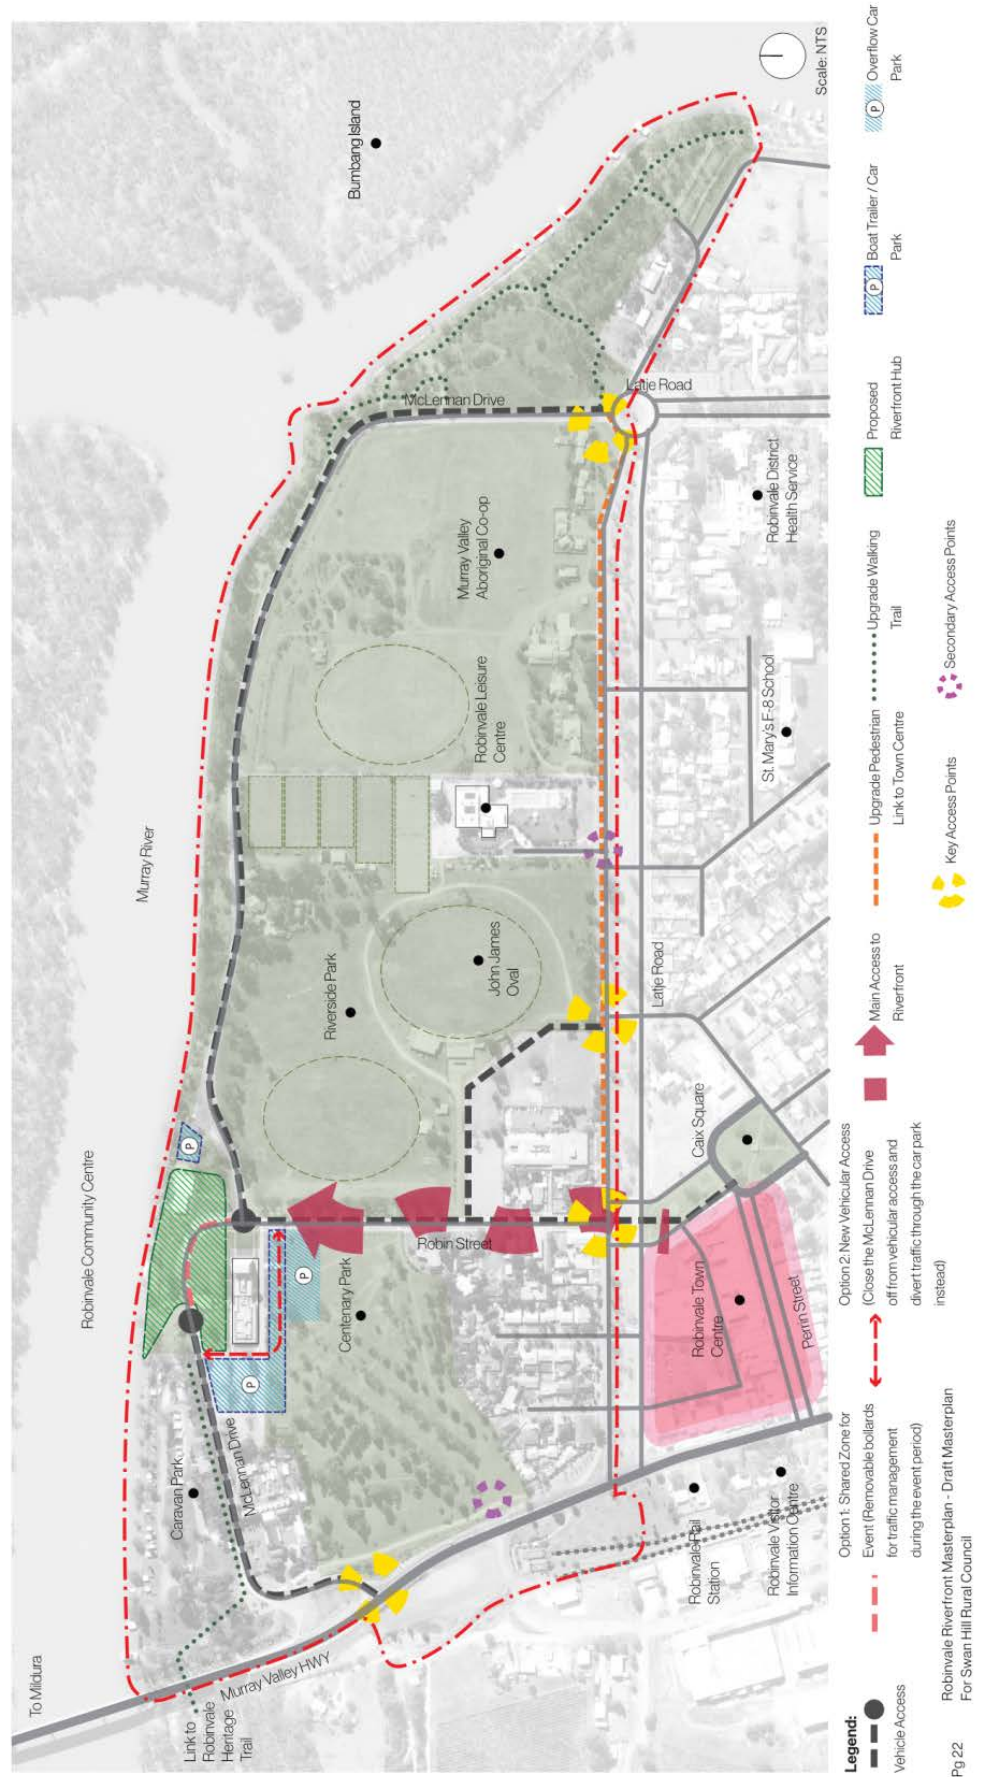 To Mildura
Link to
Robinvale
Heritage
Trail
Murray Valley HWY
Caravan Park
McLennan Drive
Robinvale Community Centre
Murray River
Bumbang Island
Scale: NTS
P
P
P
Centenary Park
Robin Street
Riverside Park
John James
Oval
Robinvale Leisure
Centre
Murray Valley
Aboriginal Co-op
McLennan Drive
Latje Road
Latje Road
Caix Square
Robinvale Town
Centre
Perrin Street
Robinvale Rail
Station
Robinvale Visitor
Information Centre
St. Mary's F-8 School
Robinvale District
Health Service
Legend:
Vehicle Access
Option 1: Shared Zone for
Event (Removable bollards
for traffic management
during the event period)
Option 2: New Vehicular Access
(Close the McLennan Drive
off from vehicular access and
divert traffic through the car park
instead)
Main Access to
Riverfront
Upgrade Pedestrian
Link to Town Centre
Upgrade Walking
Trail
Proposed
Riverfront Hub
P
Boat Trailer / Car
Park
P
Overflow Car
Park
Key Access Points
Secondary Access Points
Pg 22
Robinvale Riverfront Masterplan - Draft Masterplan
For Swan Hill Rural Council